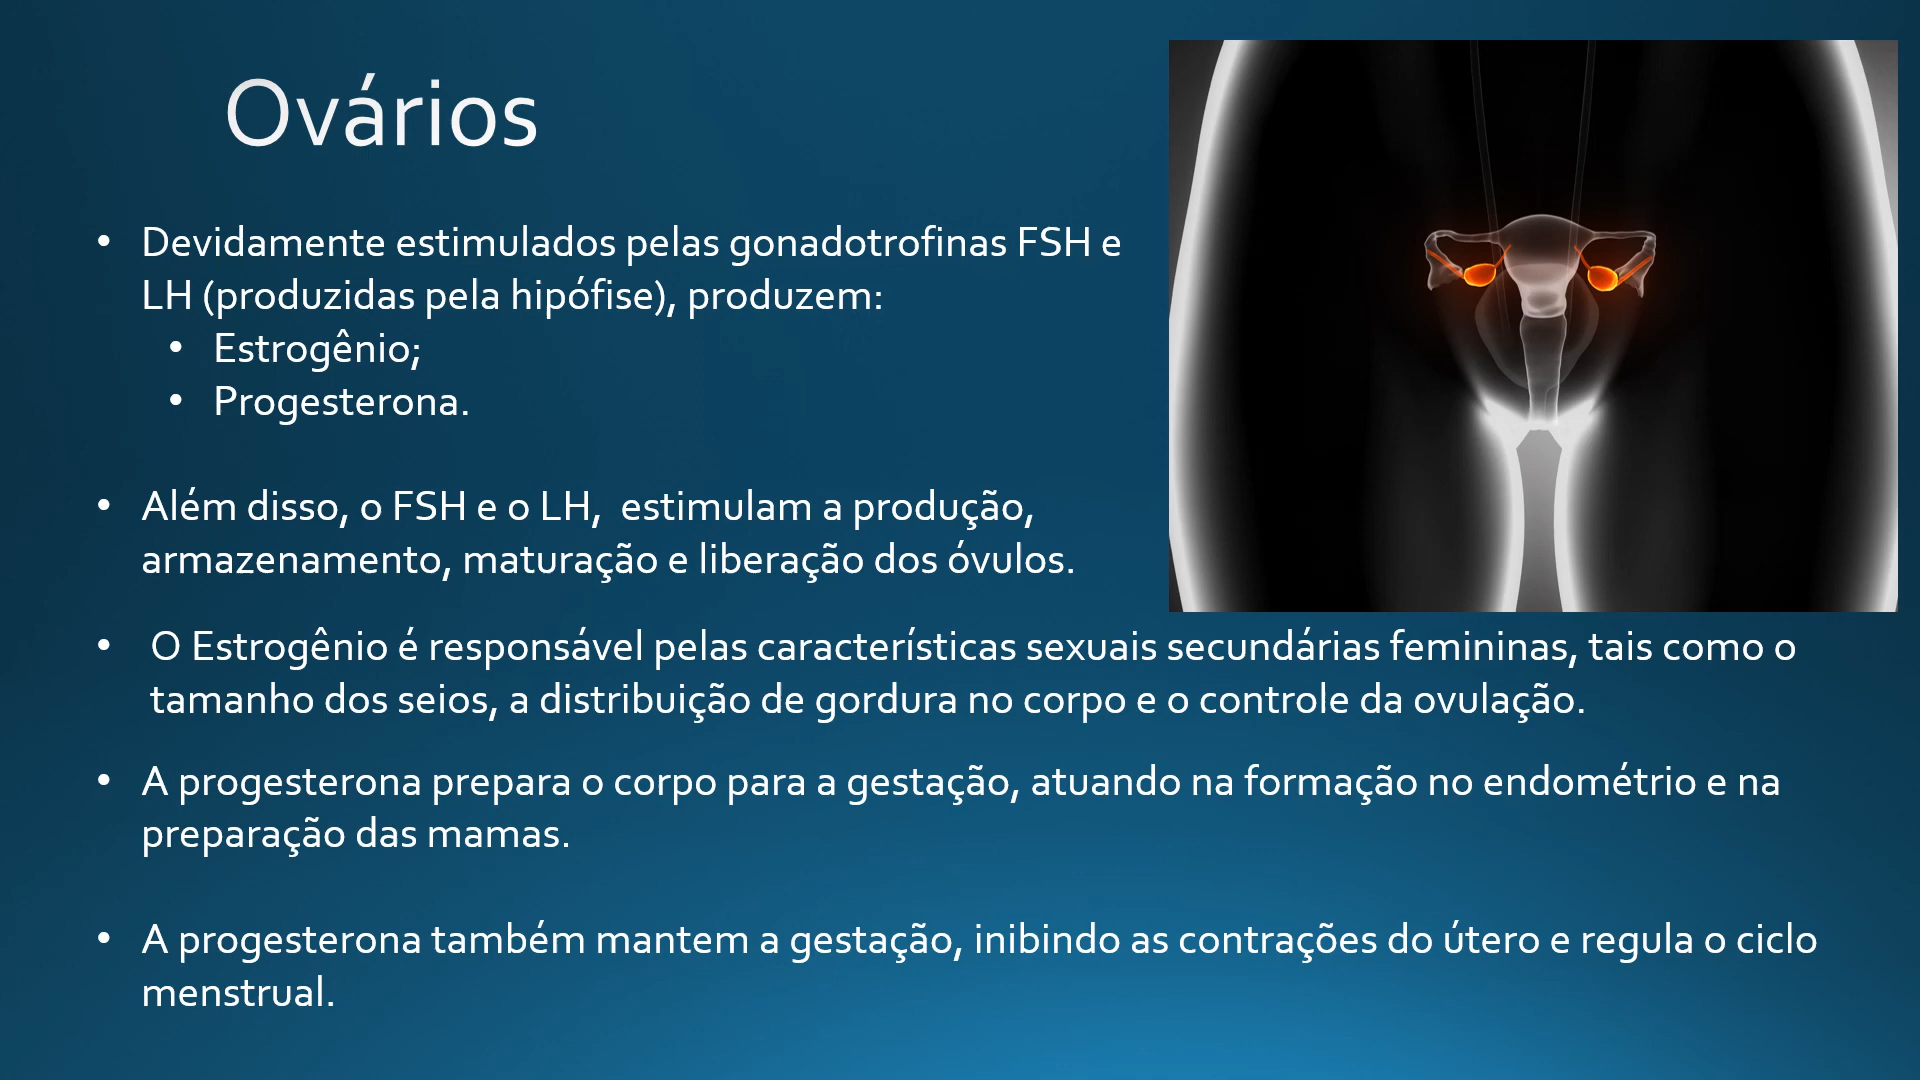 Ovários
• Devidamente estimulados pelas gonadotrofinas FSH e
LH (produzidas pela hipófise), produzem:
• Estrogênio;
• Progesterona.
• Além disso, o FSH e o LH,  estimulam a produção,
armazenamento, maturação e liberação dos óvulos.
• O Estrogênio é responsável pelas características sexuais secundárias femininas, tais como o
tamanho dos seios, a distribuição de gordura no corpo e o controle da ovulação.
• A progesterona prepara o corpo para a gestação, atuando na formação no endométrio e na
preparação das mamas.
• A progesterona também mantem a gestação, inibindo as contrações do útero e regula o ciclo
menstrual.